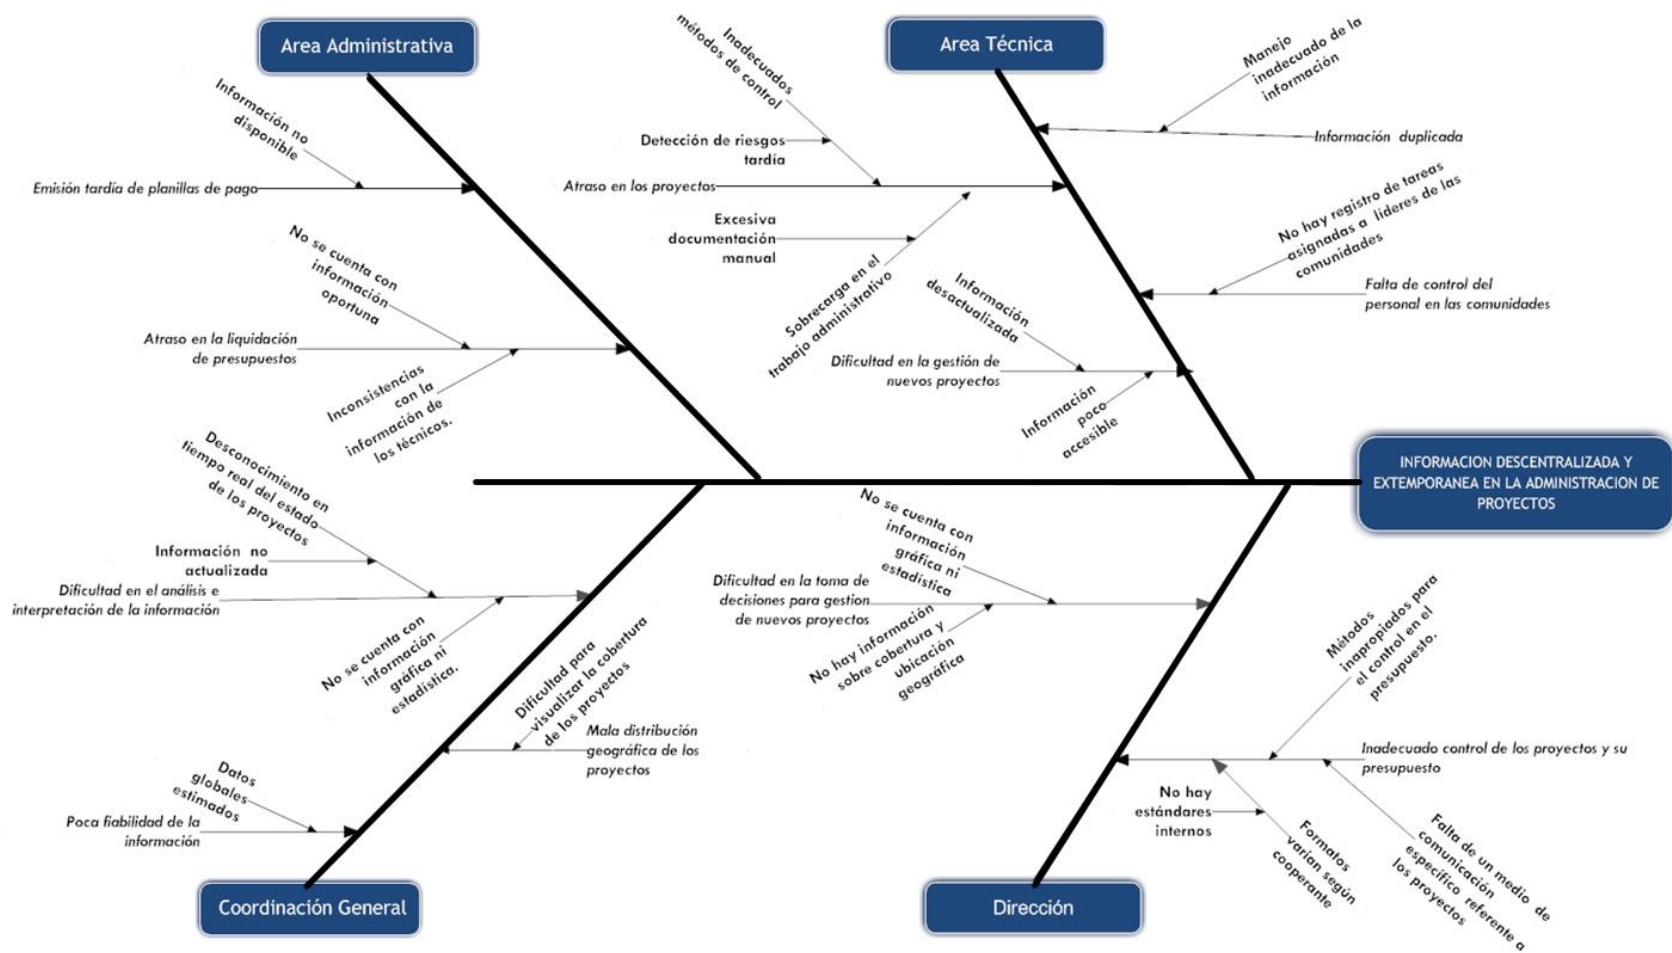 Area Administrativa
Información no
disponible
Emisión tardía de planillas de pago
No se cuenta con
información
oportuna
Atraso en la liquidación
de presupuestos
Inconsistencias
con la
información de
los técnicos.
Area Técnica
Inadecuados
métodos de control
Detección de riesgos
tardía
Atraso en los proyectos
Excesiva
documentación
manual
Sobrecarga en el
trabajo administrativo
Información
desactualizada
Dificultad en la gestión de
nuevos proyectos
Información
poco
accesible
Manejo
inadecuado de la
información
Información duplicada
No hay registro de tareas
asignadas a líderes de las
comunidades
Falta de control del
personal en las comunidades
INFORMACION DESCENTRALIZADA Y
EXTEMPORANEA EN LA ADMINISTRACION DE
PROYECTOS
Desconocimiento en
tiempo real del estado
de los proyectos
Información no
actualizada
Dificultad en el análisis e
interpretación de la información
No se cuenta con
información
gráfica ni
estadística.
Dificultad para
visualizar la cobertura
de los proyectos
Mala distribución
geográfica de los
proyectos
Datos
globales
estimados
Poca fiabilidad de la
información
Coordinación General
No se cuenta con
información
gráfica ni
estadística
Dificultad en la toma de
decisiones para gestion
de nuevos proyectos
No hay información
sobre cobertura y
ubicación
geográfica
Métodos
inapropiados para
el control en el
presupuesto.
Inadecuado control de los proyectos y su
presupuesto
No hay
estándares
internos
Formatos
varían según
cooperante
Falta de un medio de
comunicación
específico referente a
los proyectos
Dirección